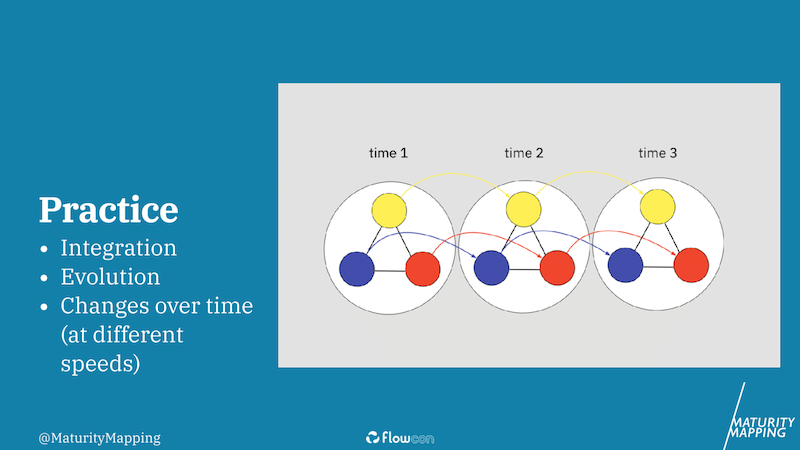 time 1
time 2
time 3
Practice
• Integration
• Evolution
• Changes over time
(at different
speeds)
@MaturityMapping
flowcon
MATURITY
MAPPING